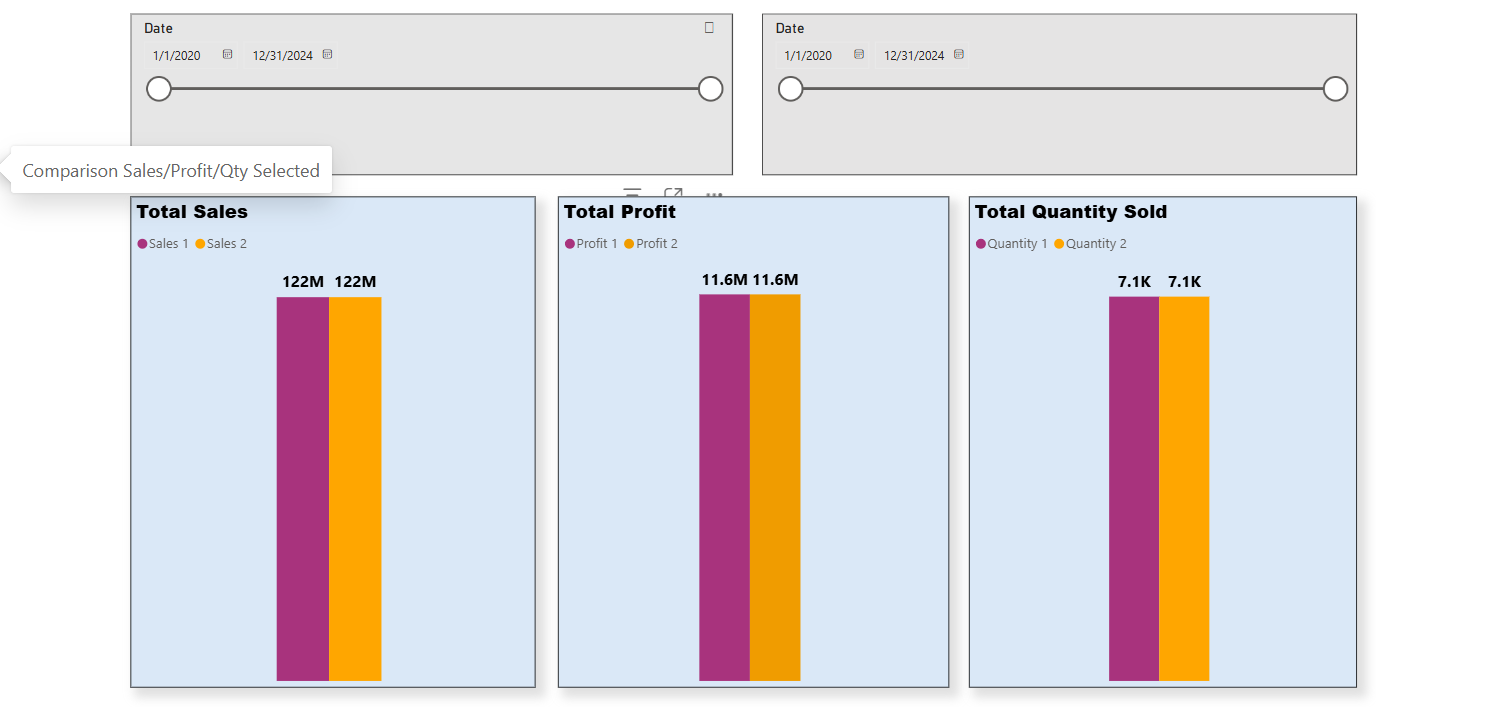 Date
1/1/2020 12/31/2024
Date
1/1/2020 12/31/2024
Comparison Sales/Profit/Qty Selected
Total Sales
Sales 1 Sales 2
122M 122M
Total Profit
Profit 1 Profit 2
11.6M 11.6M
Total Quantity Sold
Quantity 1 Quantity 2
7.1K 7.1K